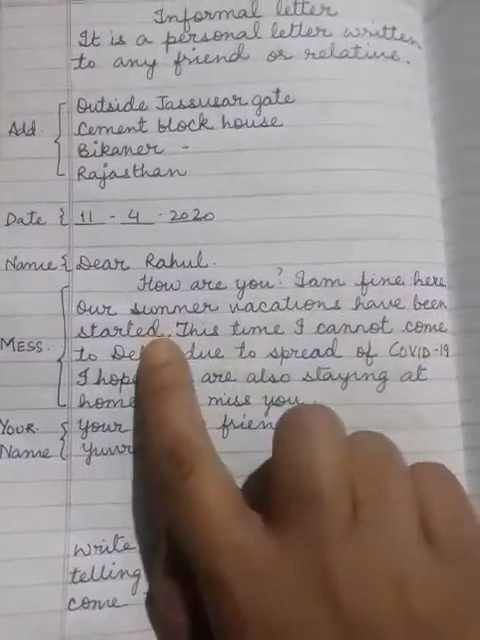 Informal letter
It is a personal letter written
to any friend or relative.
Add. Outside Jassusar gate
Cement block house
Bikaner -
Rajasthan
Date 11 - 4 - 2020
Name Dear Rahul.
How are you? I am fine here
Our summer vacations have been
started. This time I cannot come
to due to spread of COVID-19
I hope are also staying at
home miss you.
Your Your
Name
write
telling
come